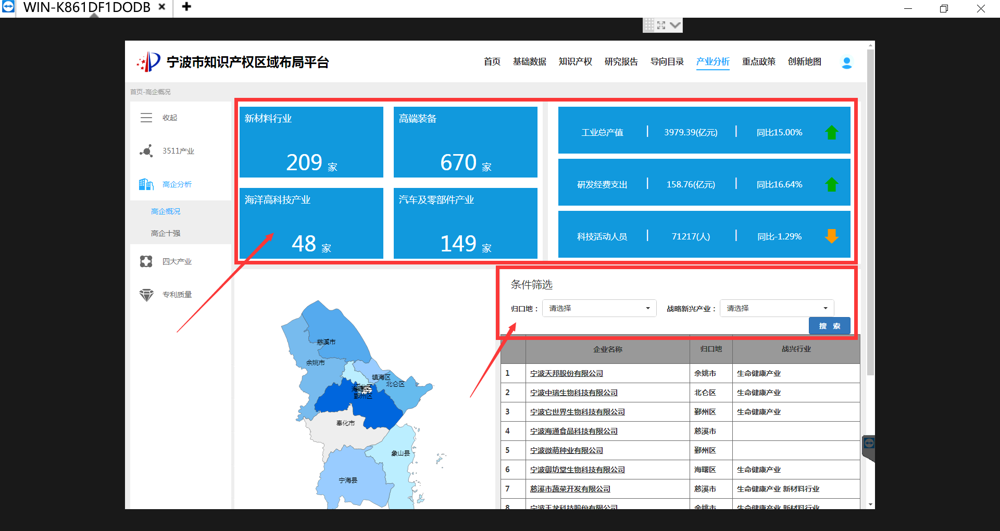 WIN-K861DF1DODB
宁波市知识产权区域布局平台
首页 基础数据 知识产权 研究报告 导向目录 产业分析 重点政策 创新地图
首页-高企概况
收起
3511产业
高企分析
高企概况
高企十强
四大产业
专利质量
新材料行业
209 家
高端装备
670 家
海洋高科技产业
48 家
汽车及零部件产业
149 家
工业总产值 | 3979.39(亿元) | 同比15.00%
研发经费支出 | 158.76(亿元) | 同比16.64%
科技活动人员 | 71217(人) | 同比-1.29%
慈溪市
余姚市
镇海区
北仑区
海曙区
鄞州区
奉化市
象山县
宁海县
条件筛选
归口地： 请选择 战略新兴产业： 请选择
搜 索
企业名称 归口地 战兴行业
1 宁波天邦股份有限公司 余姚市 生命健康产业
2 宁波中瑞生物科技有限公司 北仑区 生命健康产业
3 宁波它世界生物科技有限公司 鄞州区 生命健康产业
4 宁波海通食品科技有限公司 慈溪市
5 宁波微萌种业有限公司 鄞州区
6 宁波御坊堂生物科技有限公司 海曙区 生命健康产业
7 慈溪市蔬菜开发有限公司 慈溪市 生命健康产业 新材料行业
8 宁波天龙科技股份有限公司 余姚市 生命健康产业 新材料行业